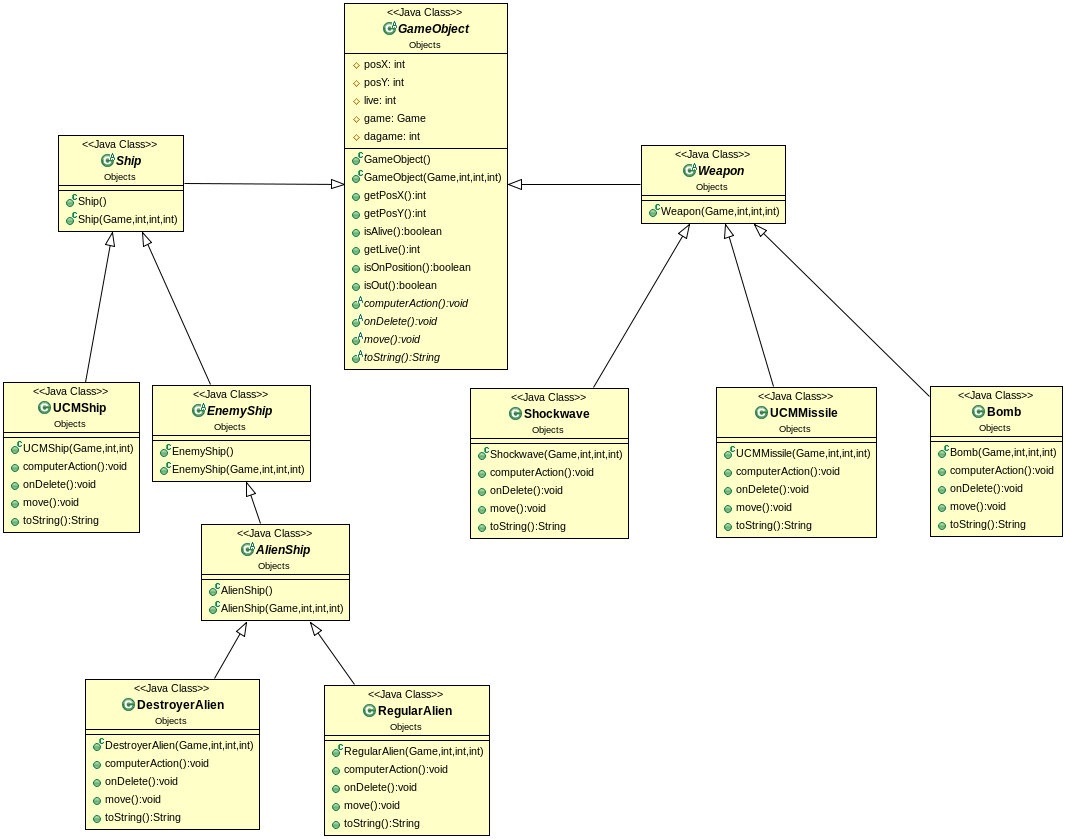 <<Java Class>>
GameObject
Objects
posX: int
posY: int
live: int
game: Game
dagame: int
GameObject()
GameObject(Game,int,int,int)
getPosX():int
getPosY():int
isAlive():boolean
getLive():int
isOnPosition():boolean
isOut():boolean
computerAction():void
onDelete():void
move():void
toString():String
<<Java Class>>
Ship
Objects
Ship()
Ship(Game,int,int,int)
<<Java Class>>
Weapon
Objects
Weapon(Game,int,int,int)
<<Java Class>>
UCMShip
Objects
UCMShip(Game,int,int)
computerAction():void
onDelete():void
move():void
toString():String
<<Java Class>>
EnemyShip
Objects
EnemyShip()
EnemyShip(Game,int,int,int)
<<Java Class>>
Shockwave
Objects
Shockwave(Game,int,int,int)
computerAction():void
onDelete():void
move():void
toString():String
<<Java Class>>
UCMMissile
Objects
UCMMissile(Game,int,int,int)
computerAction():void
onDelete():void
move():void
toString():String
<<Java Class>>
Bomb
Objects
Bomb(Game,int,int,int)
computerAction():void
onDelete():void
move():void
toString():String
<<Java Class>>
AlienShip
Objects
AlienShip()
AlienShip(Game,int,int,int)
<<Java Class>>
DestroyerAlien
Objects
DestroyerAlien(Game,int,int,int)
computerAction():void
onDelete():void
move():void
toString():String
<<Java Class>>
RegularAlien
Objects
RegularAlien(Game,int,int,int)
computerAction():void
onDelete():void
move():void
toString():String